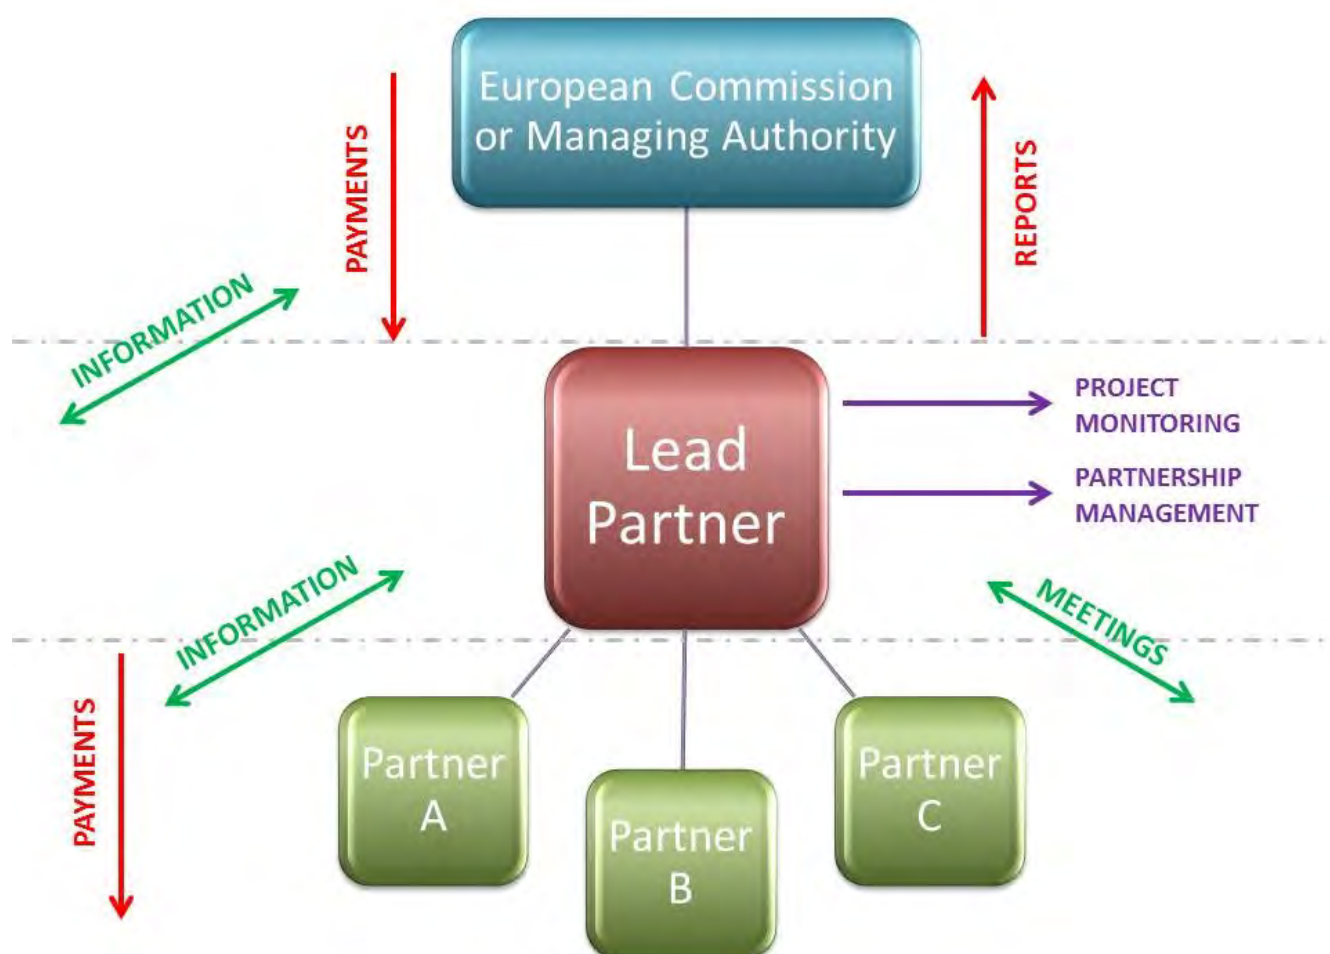 European Commission
or Managing Authority
PAYMENTS
REPORTS
INFORMATION
Lead
Partner
PROJECT
MONITORING
PARTNERSHIP
MANAGEMENT
INFORMATION
MEETINGS
PAYMENTS
Partner
A
Partner
B
Partner
C